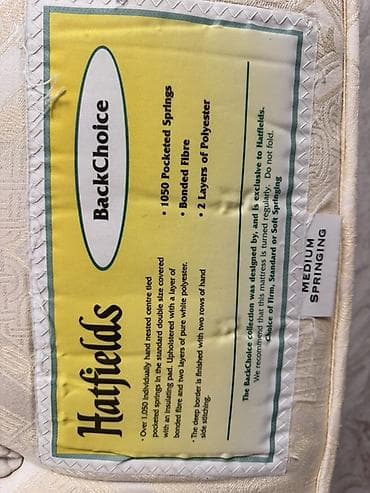 Hatfields
BackChoice
• Over 1,050 individually hand nested centre tied
pocketed springs in the standard double size covered
with an insulating pad. Upholstered with a layer of
bonded fibre and two layers of pure white polyester.
• The deep border is finished with two rows of hand
side stitching.
• 1050 Pocketed Springs
• Bonded Fibre
• 2 Layers of Polyester
The BackChoice collection was designed by, and is exclusive to Hatfields.
We recommend that this mattress is turned regularly. Do not fold.
Choice of Firm, Standard or Soft Springing
MEDIUM
SPRINGING